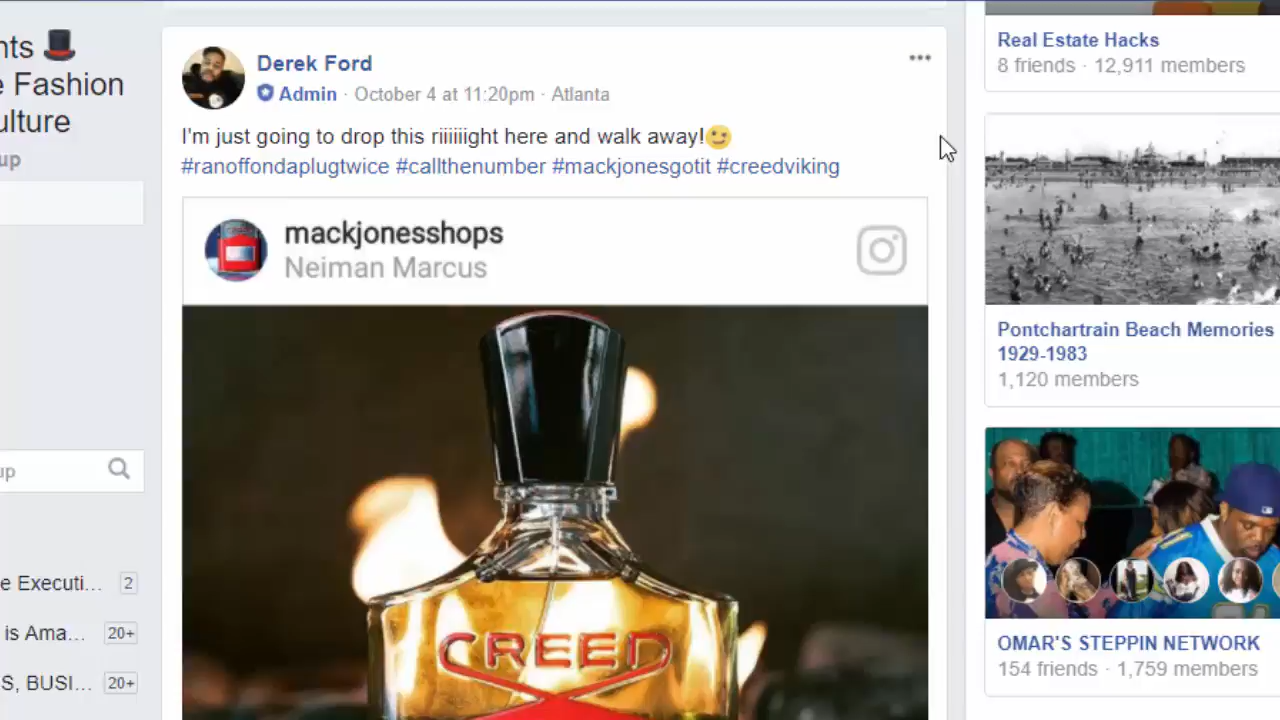 nts 🎩
e Fashion
ulture
up
up
e Executi... 2
is Ama... 20+
S, BUSI... 20+
Derek Ford
Admin · October 4 at 11:20pm · Atlanta
I'm just going to drop this riiiiiight here and walk away!😉
#ranoffondaplugtwice #callthenumber #mackjonesgotit #creedviking
mackjonesshops
Neiman Marcus
CREED
Real Estate Hacks
8 friends · 12,911 members
Pontchartrain Beach Memories
1929-1983
1,120 members
OMAR'S STEPPIN NETWORK
154 friends · 1,759 members